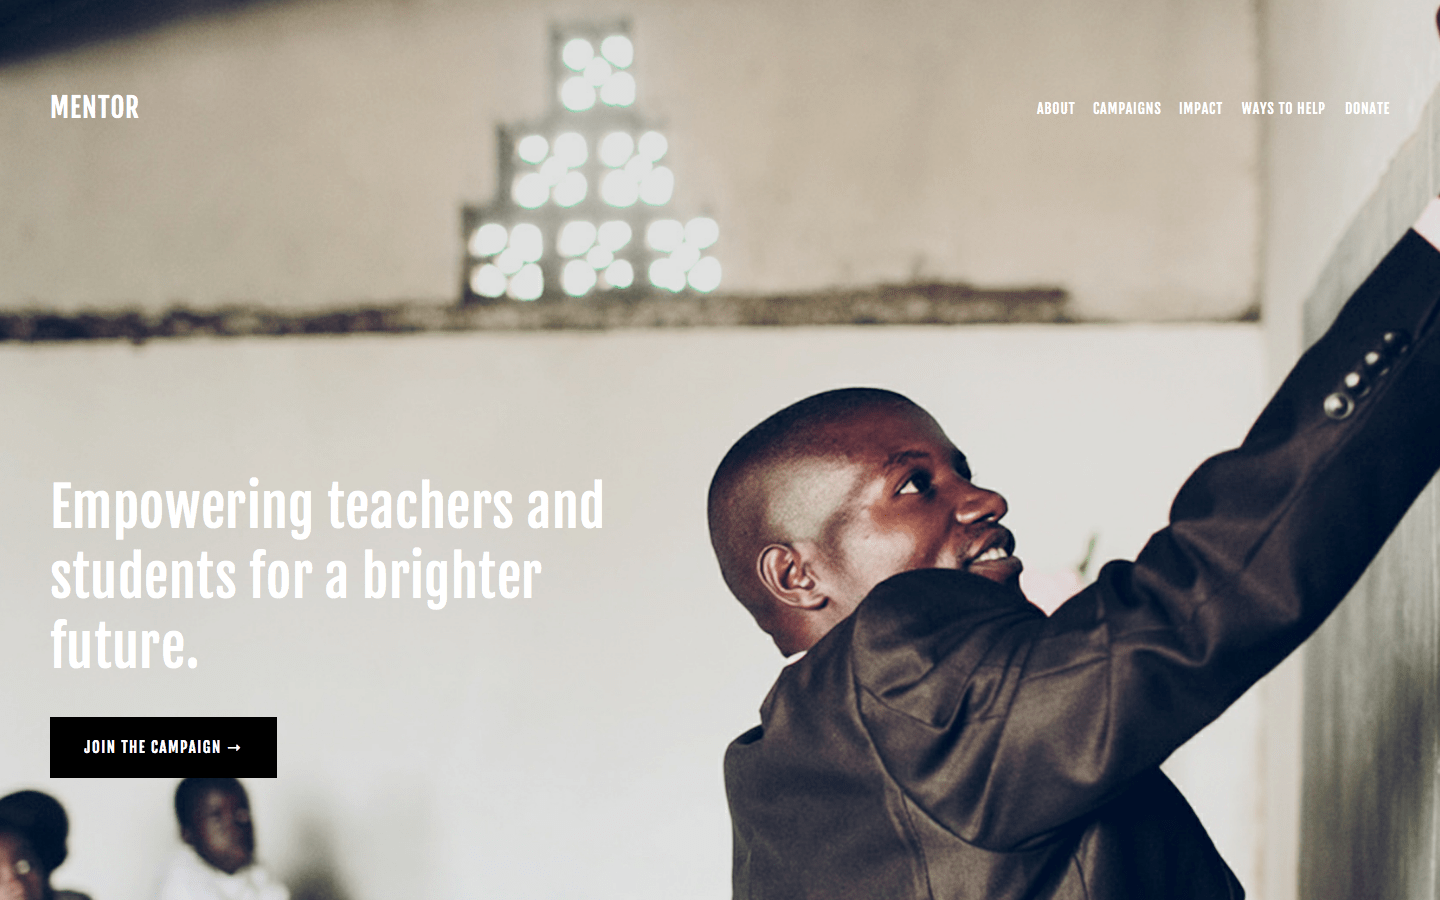 MENTOR
ABOUT CAMPAIGNS IMPACT WAYS TO HELP DONATE
Empowering teachers and
students for a brighter
future.
JOIN THE CAMPAIGN →